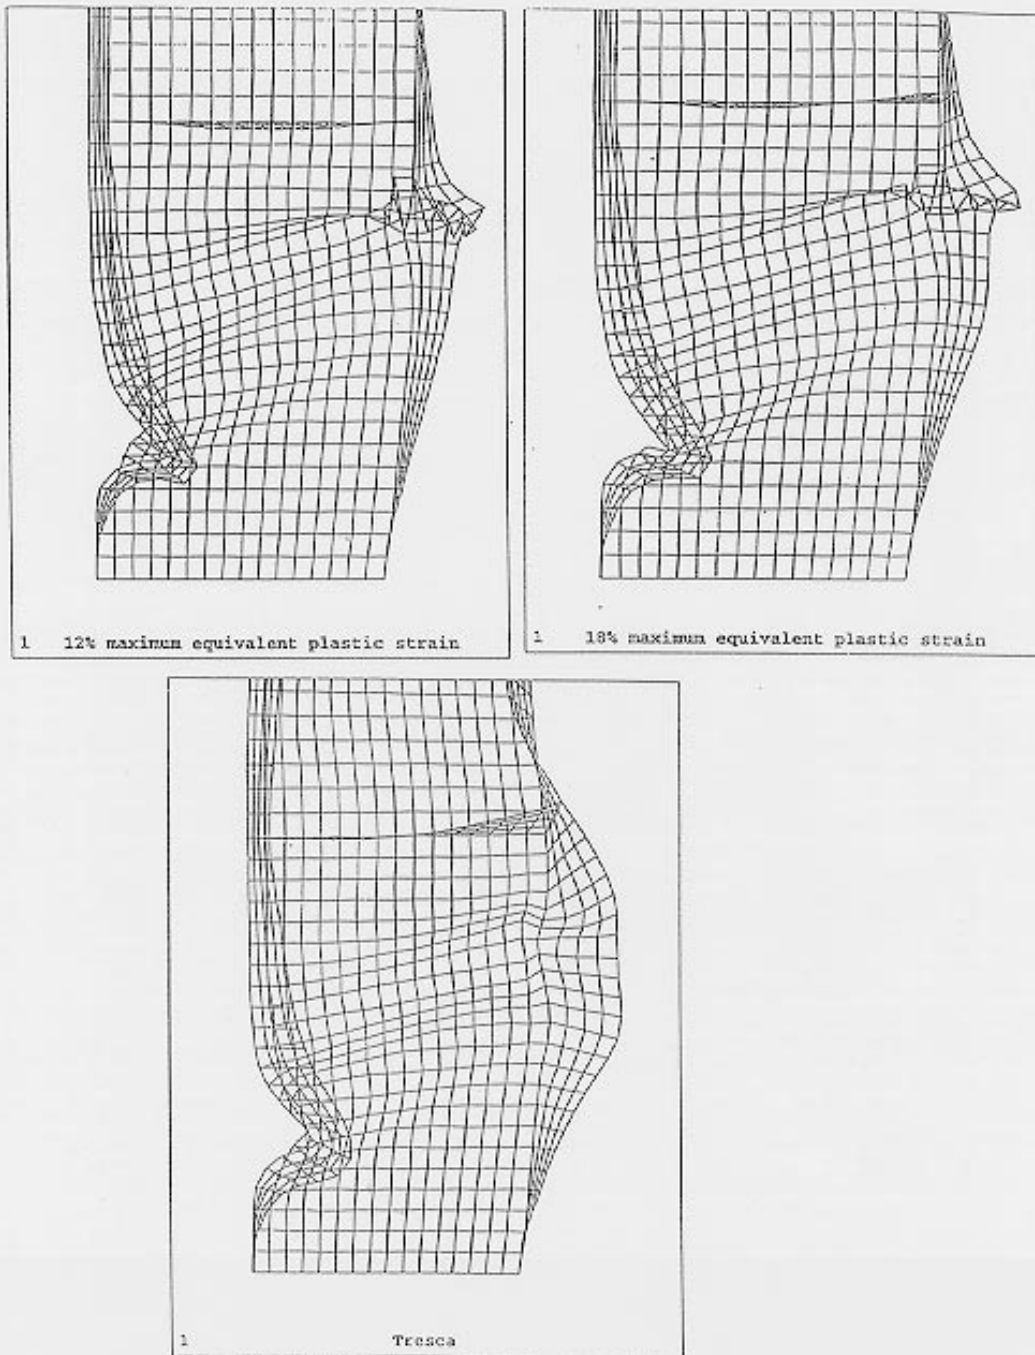 1 12% maximum equivalent plastic strain
1 18% maximum equivalent plastic strain
1 Tresca